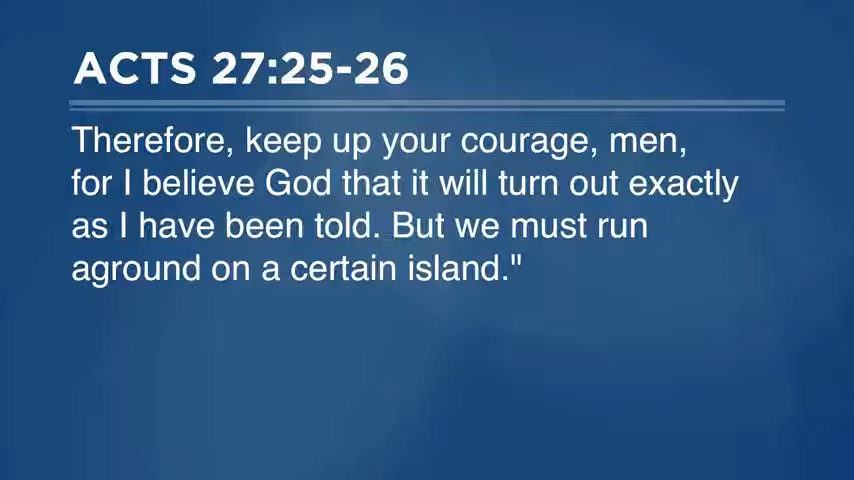 ACTS 27:25-26
Therefore, keep up your courage, men,
for I believe God that it will turn out exactly
as I have been told. But we must run
aground on a certain island."